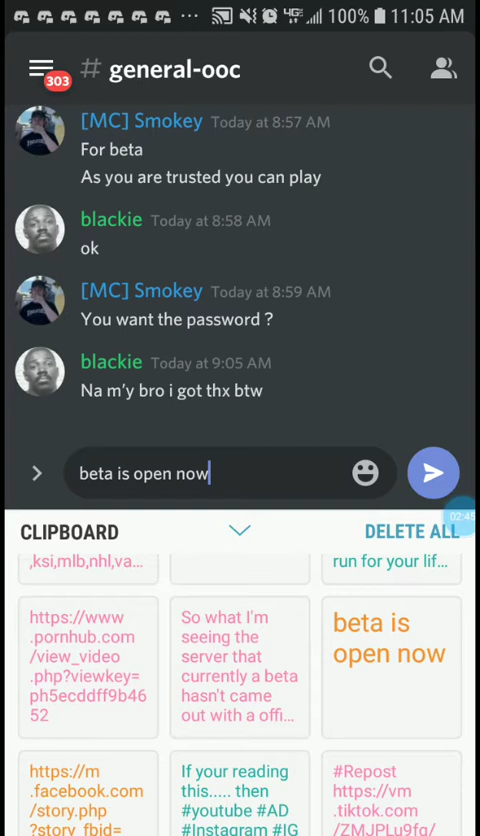 100% 11:05 AM
303
# general-ooc
[MC] Smokey Today at 8:57 AM
For beta
As you are trusted you can play
blackie Today at 8:58 AM
ok
[MC] Smokey Today at 8:59 AM
You want the password ?
blackie Today at 9:05 AM
Na m'y bro i got thx btw
beta is open now
02:45
CLIPBOARD DELETE ALL
,ksi,mlb,nhl,va...
run for your lif...
https://www
.pornhub.com
/view_video
.php?viewkey=
ph5ecddff9b46
52
So what I'm
seeing the
server that
currently a beta
hasn't came
out with a offi...
beta is
open now
https://m
.facebook.com
/story.php
?story_fbid=
If your reading
this..... then
#youtube #AD
#Instagram #IG
#Repost
https://vm
.tiktok.com
/ZMJPLu9fg/